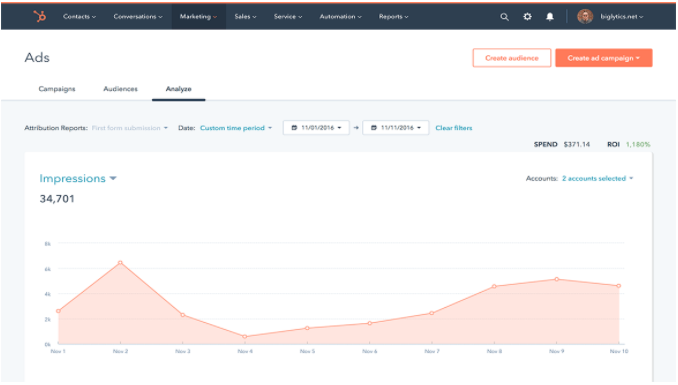 Contacts Conversations Marketing Sales Service Automation Reports biglytics.net
Ads
Create audience Create ad campaign
Campaigns Audiences Analyze
Attribution Reports: First form submission Date: Custom time period 11/01/2016 → 11/11/2016 Clear filters
SPEND $371.14 ROI 1,180%
Impressions Accounts: 2 accounts selected
34,701
8k
6k
4k
2k
0k
Nov 1 Nov 2 Nov 3 Nov 4 Nov 5 Nov 6 Nov 7 Nov 8 Nov 9 Nov 10